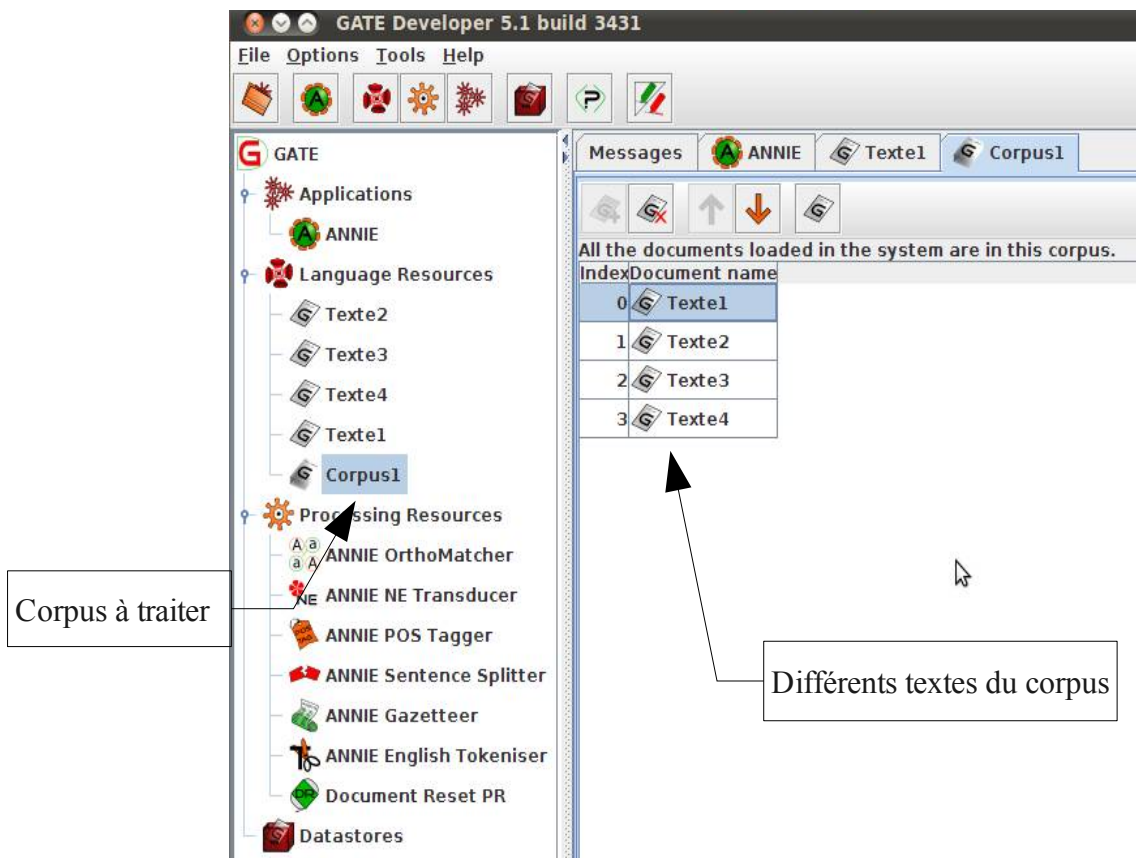 GATE Developer 5.1 build 3431
File Options Tools Help
GATE
Applications
ANNIE
Language Resources
Texte2
Texte3
Texte4
Texte1
Corpus1
Processing Resources
ANNIE OrthoMatcher
ANNIE NE Transducer
ANNIE POS Tagger
ANNIE Sentence Splitter
ANNIE Gazetteer
ANNIE English Tokeniser
Document Reset PR
Datastores
Messages ANNIE Texte1 Corpus1
All the documents loaded in the system are in this corpus.
Index Document name
0 Texte1
1 Texte2
2 Texte3
3 Texte4
Corpus à traiter
Différents textes du corpus